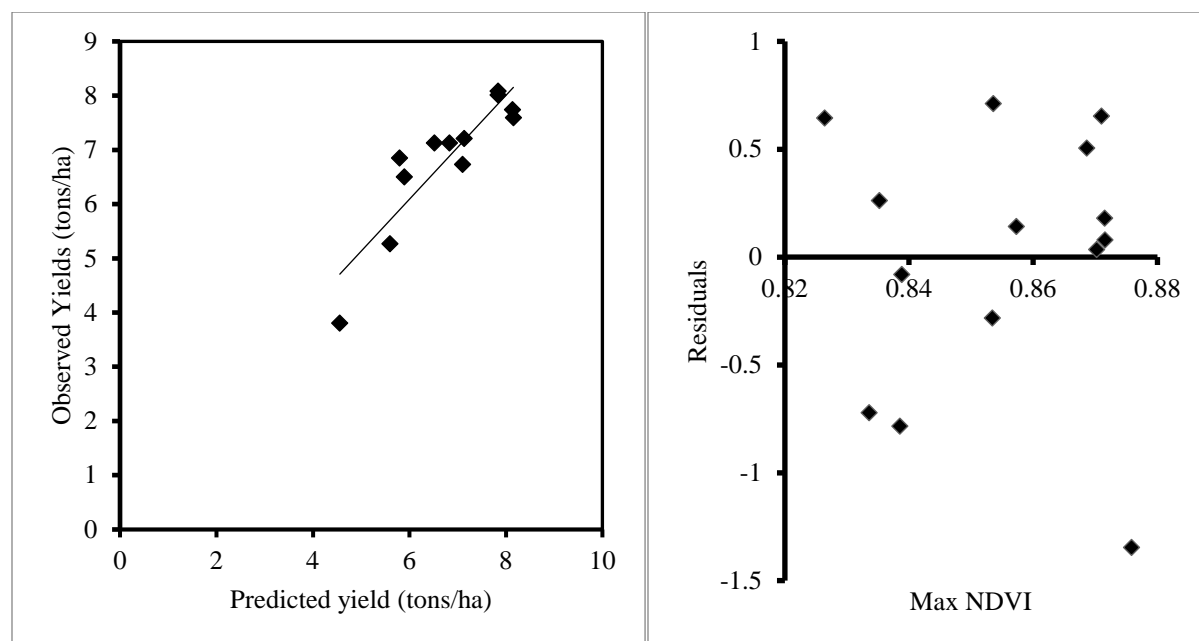 9
8
7
6
5
4
3
2
1
0
Observed Yields (tons/ha)
0 2 4 6 8 10
Predicted yield (tons/ha)
1
0.5
0
-0.5
-1
-1.5
Residuals
0.82 0.84 0.86 0.88
Max NDVI